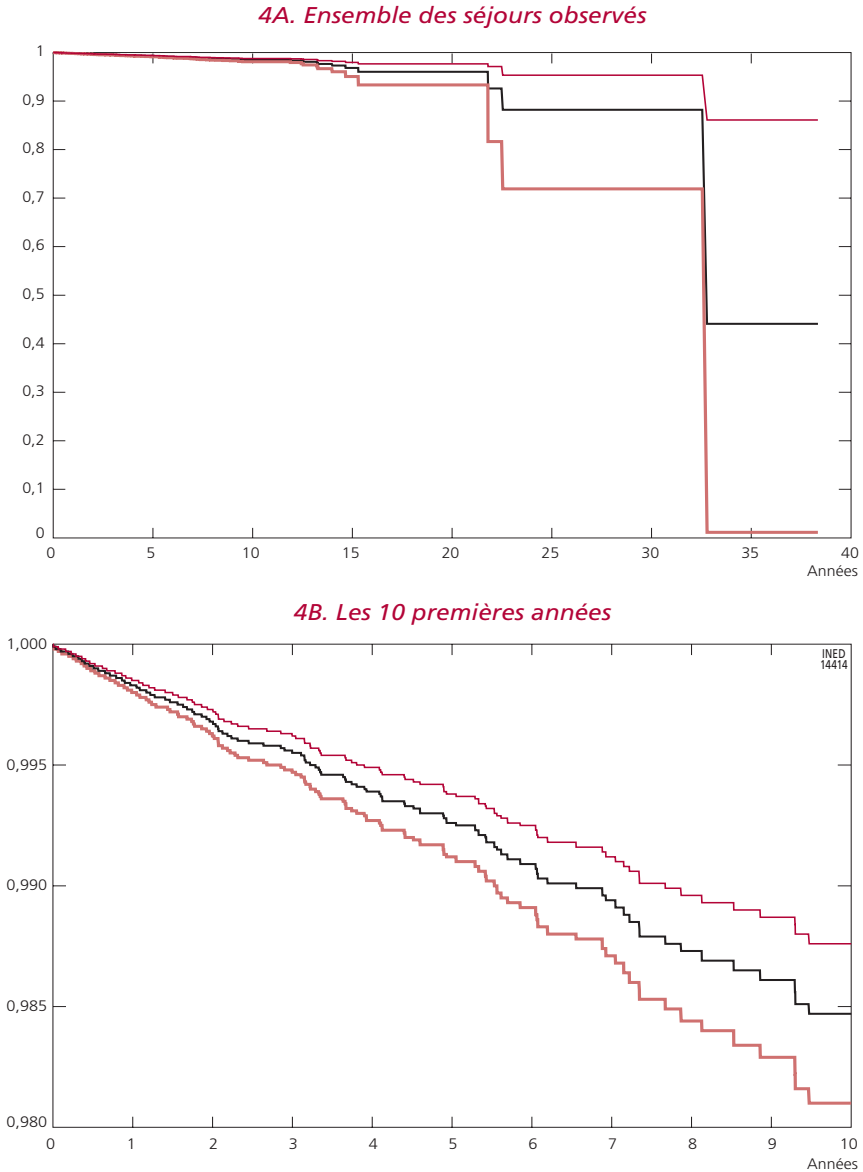 4A. Ensemble des séjours observés
1
0,9
0,8
0,7
0,6
0,5
0,4
0,3
0,2
0,1
0
0 5 10 15 20 25 30 35 40
Années
4B. Les 10 premières années
INED
14414
1,000
0,995
0,990
0,985
0,980
0 1 2 3 4 5 6 7 8 9 10
Années